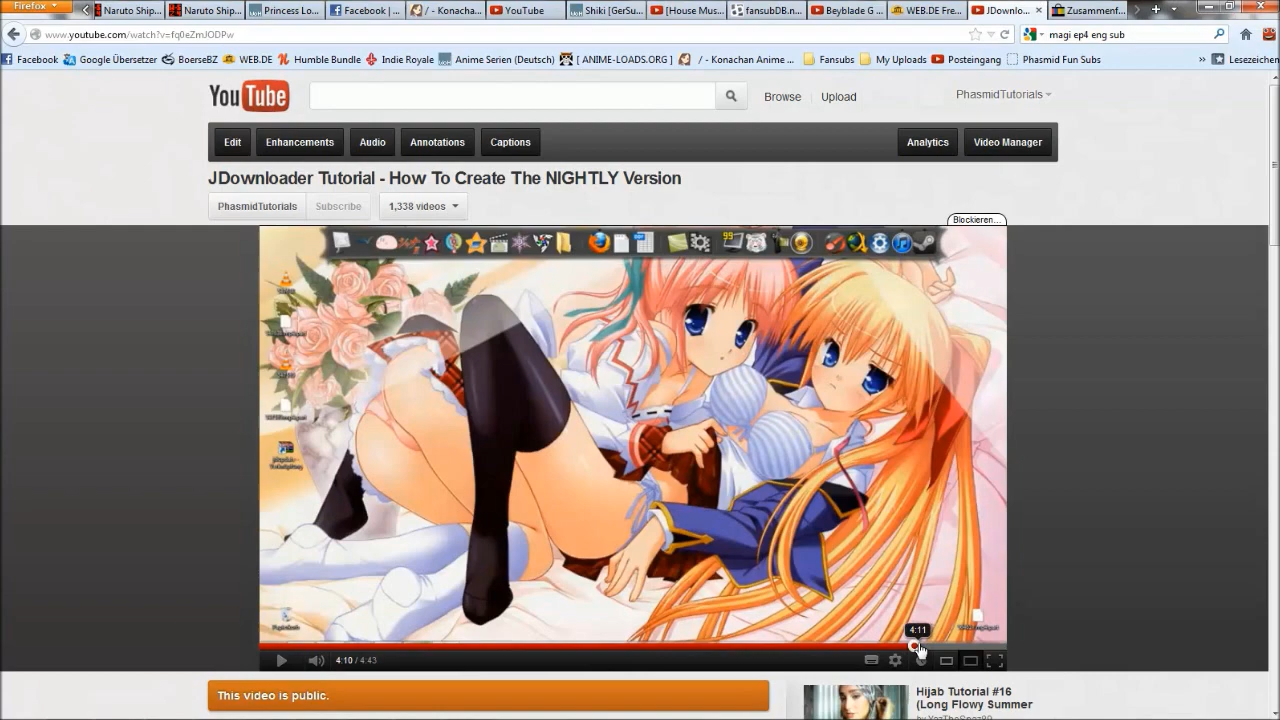 Firefox
Naruto Ship...
Naruto Ship...
Princess Lo...
Facebook | ...
/ - Konacha...
YouTube
Shiki [GerSu...
[House Mus...
fansubDB.n...
Beyblade G...
WEB.DE Fre...
JDownlo...
Zusammenf...
www.youtube.com/watch?v=fq0eZmJODPw
magi ep4 eng sub
Facebook
Google Übersetzer
BoerseBZ
WEB.DE
Humble Bundle
Indie Royale
Anime Serien (Deutsch)
[ ANIME-LOADS.ORG ]
/ - Konachan Anime ...
Fansubs
My Uploads
Posteingang
Phasmid Fun Subs
Lesezeichen
YouTube
Browse
Upload
PhasmidTutorials
Edit
Enhancements
Audio
Annotations
Captions
Analytics
Video Manager
JDownloader Tutorial - How To Create The NIGHTLY Version
PhasmidTutorials
Subscribe
1,338 videos
Blockieren...
99
4:11
4:10 / 4:43
This video is public.
Hijab Tutorial #16
(Long Flowy Summer